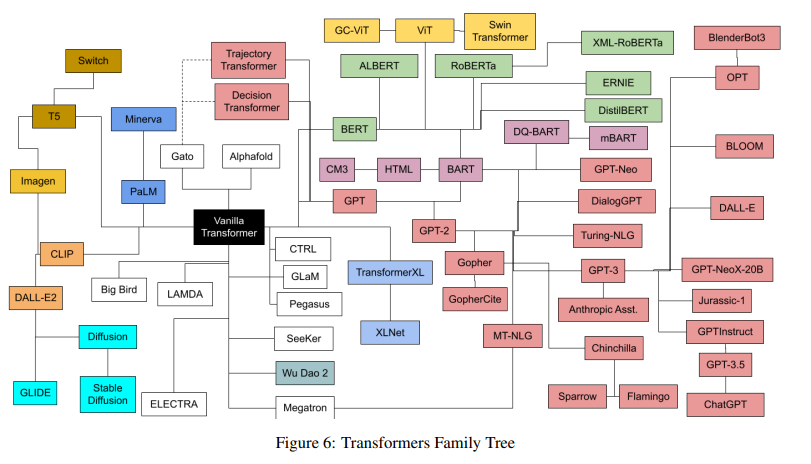 GC-ViT
ViT
Swin
Transformer
XML-RoBERTa
BlenderBot3
Switch
Trajectory
Transformer
ALBERT
RoBERTa
OPT
ERNIE
Decision
Transformer
DistilBERT
T5
Minerva
BERT
DQ-BART
mBART
BLOOM
Gato
Alphafold
CM3
HTML
BART
GPT-Neo
Imagen
PaLM
GPT
DialogGPT
DALL-E
Vanilla
Transformer
GPT-2
Turing-NLG
CLIP
CTRL
TransformerXL
Gopher
GPT-3
GPT-NeoX-20B
Big Bird
LAMDA
GLaM
DALL-E2
Pegasus
GopherCite
Anthropic Asst.
Jurassic-1
Diffusion
SeeKer
XLNet
MT-NLG
GPTInstruct
Chinchilla
GPT-3.5
Wu Dao 2
GLIDE
Stable
Diffusion
ELECTRA
Megatron
Sparrow
Flamingo
ChatGPT
Figure 6: Transformers Family Tree